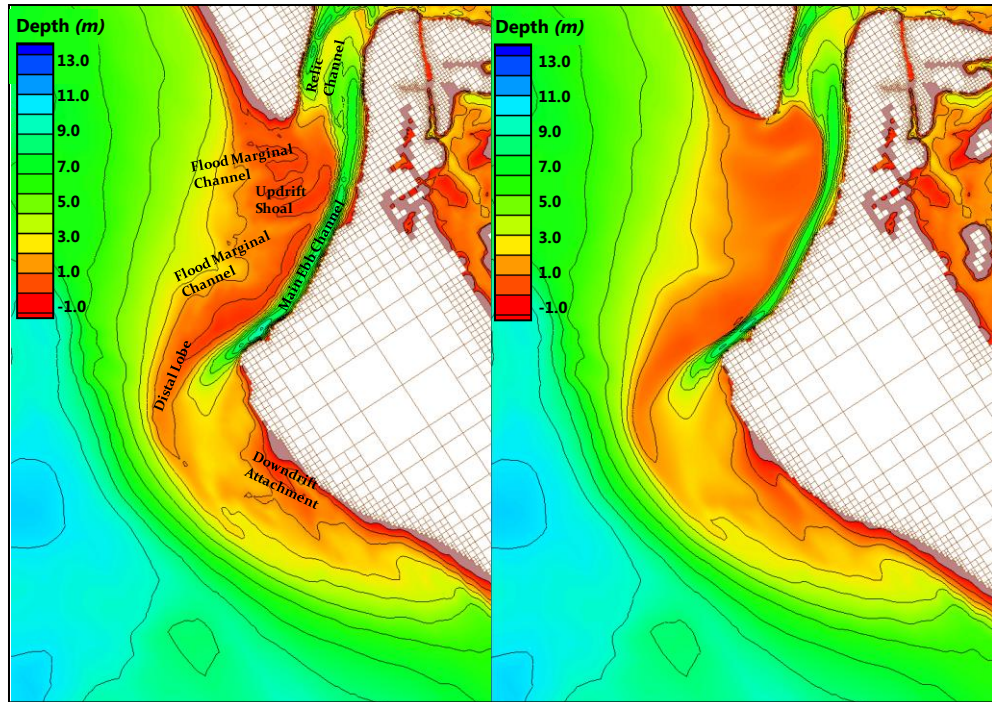 Depth (m)
13.0
11.0
9.0
7.0
5.0
3.0
1.0
-1.0
Relic
Channel
Flood Marginal
Channel
Updrift
Shoal
Flood Marginal
Channel
Main Ebb Channel
Distal Lobe
Downdrift
Attachment
Depth (m)
13.0
11.0
9.0
7.0
5.0
3.0
1.0
-1.0